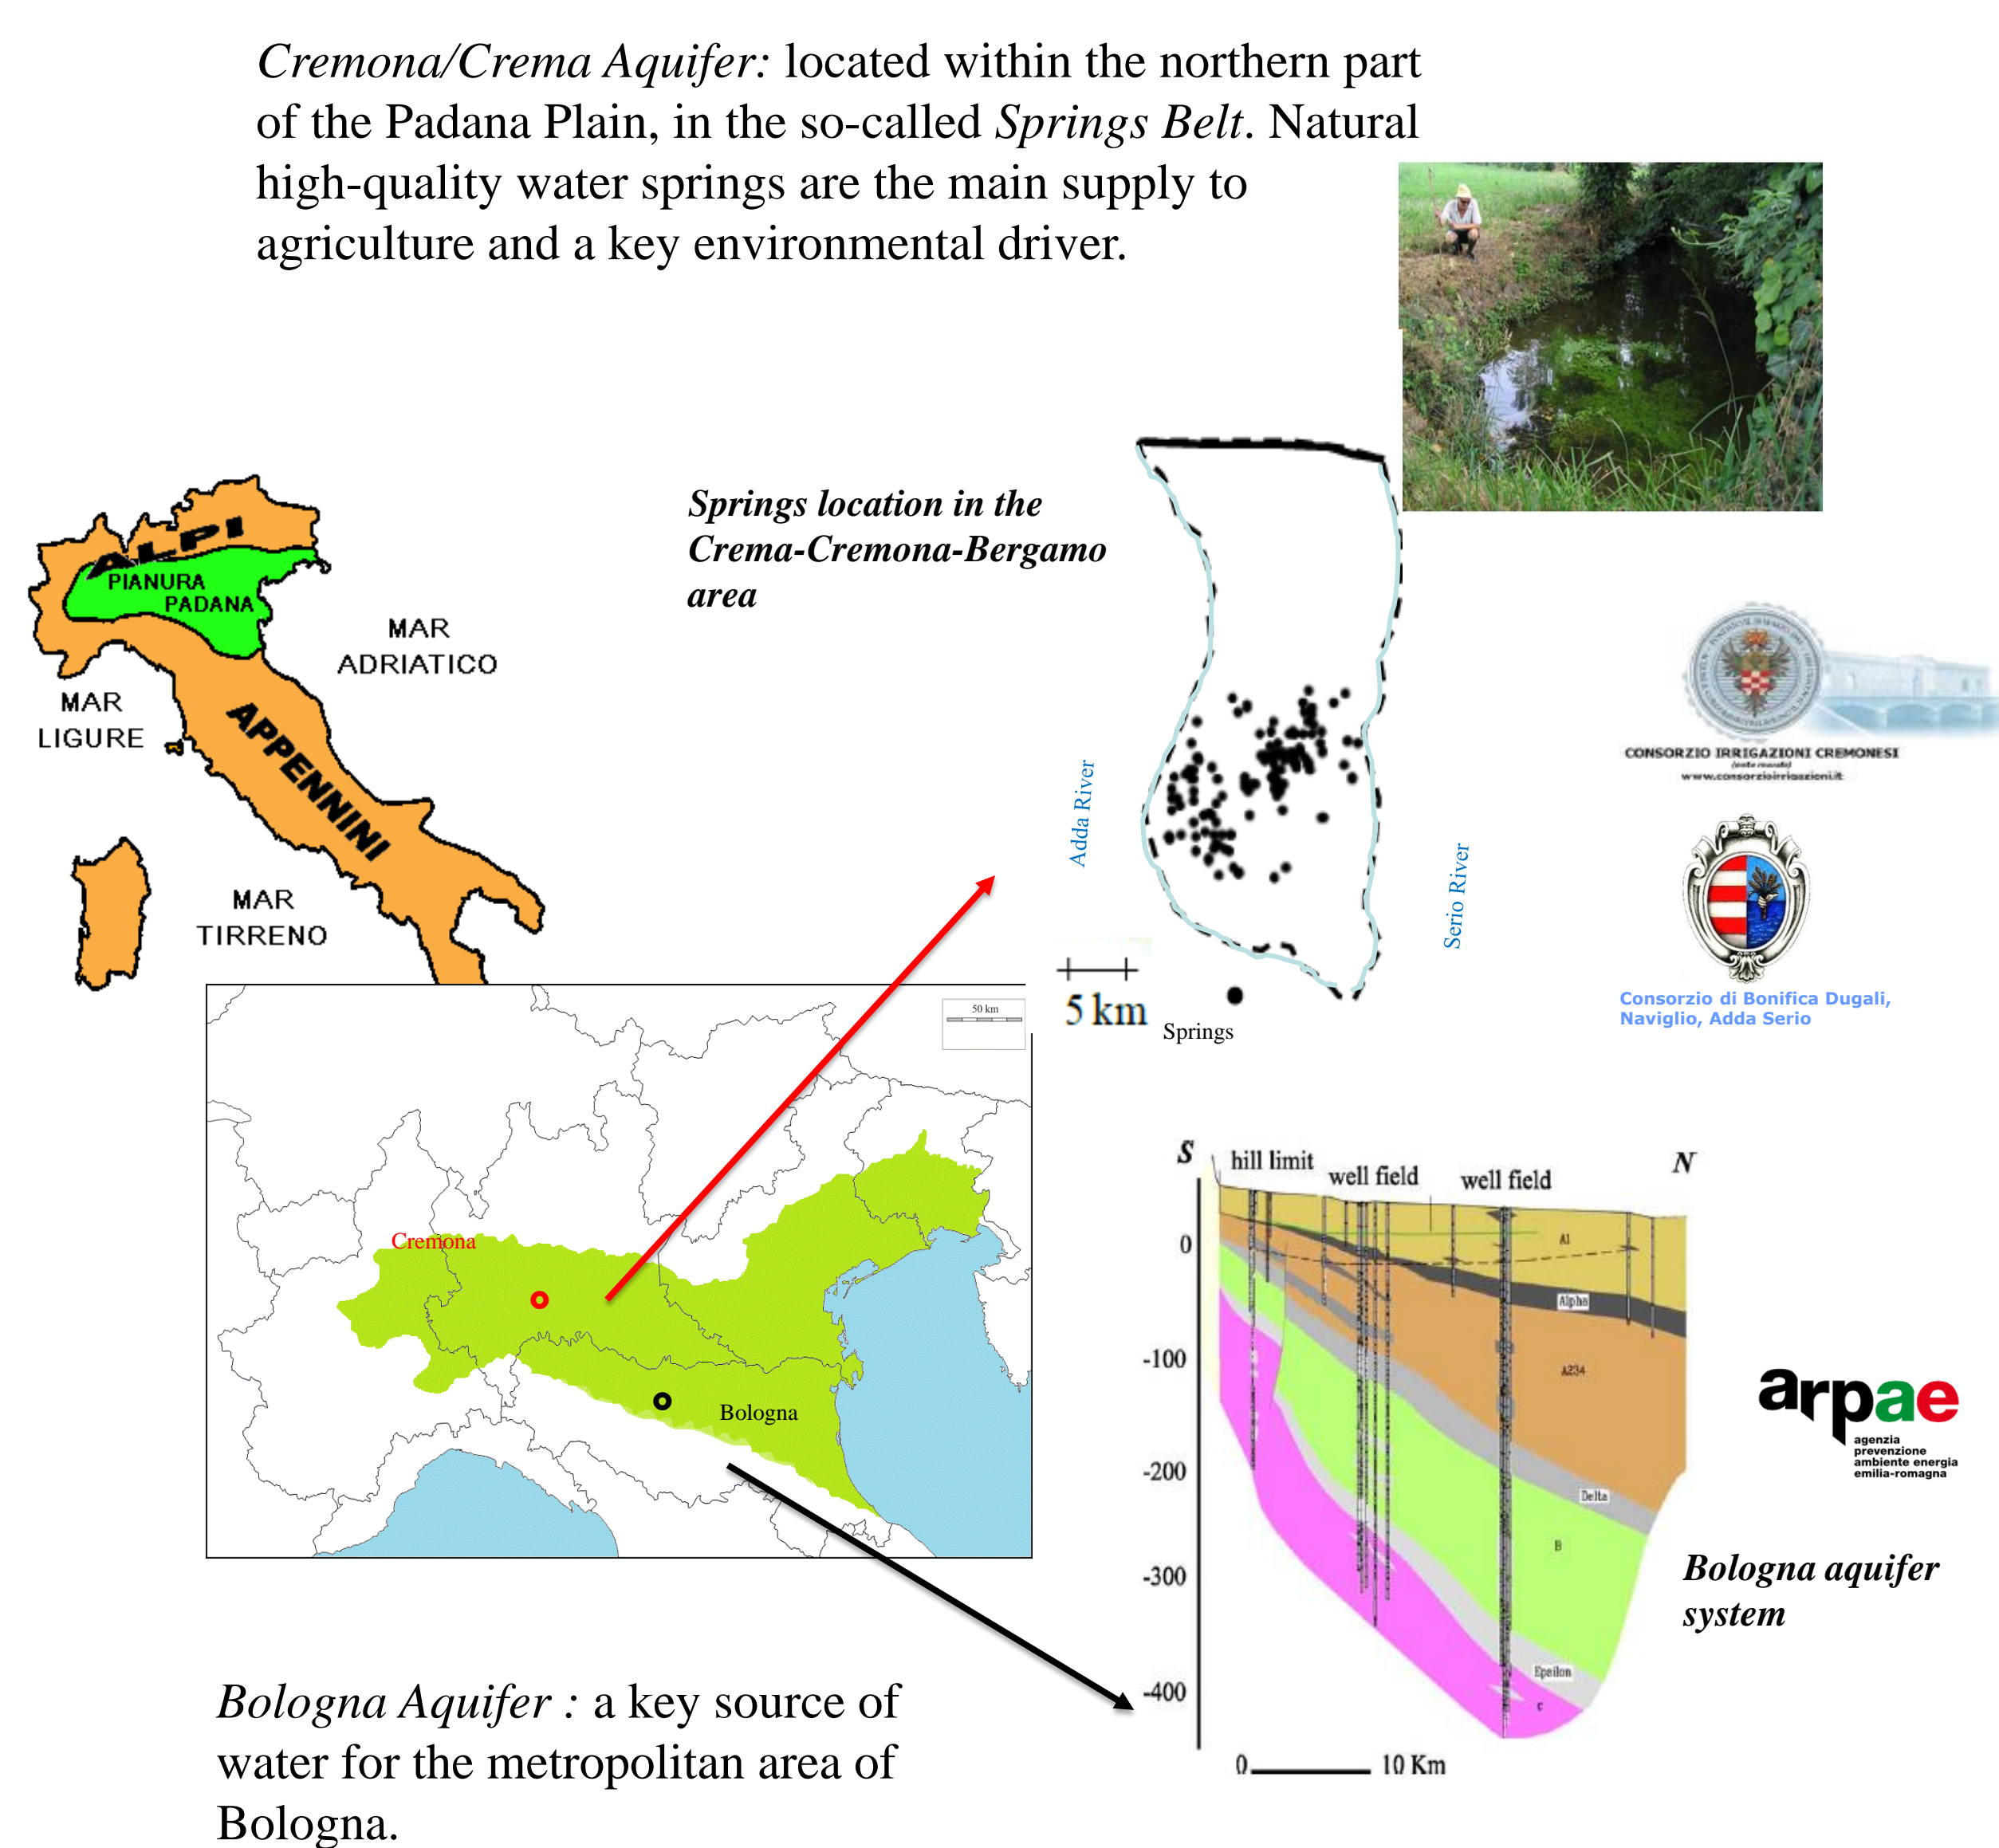 Cremona/Crema Aquifer: located within the northern part
of the Padana Plain, in the so-called Springs Belt. Natural
high-quality water springs are the main supply to
agriculture and a key environmental driver.
Springs location in the
Crema-Cremona-Bergamo
area
ALPI
PIANURA
PADANA
MAR
ADRIATICO
MAR
LIGURE
APPENNINI
MAR
TIRRENO
Adda River
Serio River
5 km
Springs
CONSORZIO IRRIGAZIONI CREMONESI
www.consorzioirrigazioni.it
Consorzio di Bonifica Dugali,
Naviglio, Adda Serio
50 km
Cremona
Bologna
S
hill limit
well field
well field
N
0
-100
-200
-300
-400
A1
Alpha
A234
Delta
B
Epsilon
C
0
10 Km
arpae
agenzia
prevenzione
ambiente energia
emilia-romagna
Bologna aquifer
system
Bologna Aquifer : a key source of
water for the metropolitan area of
Bologna.